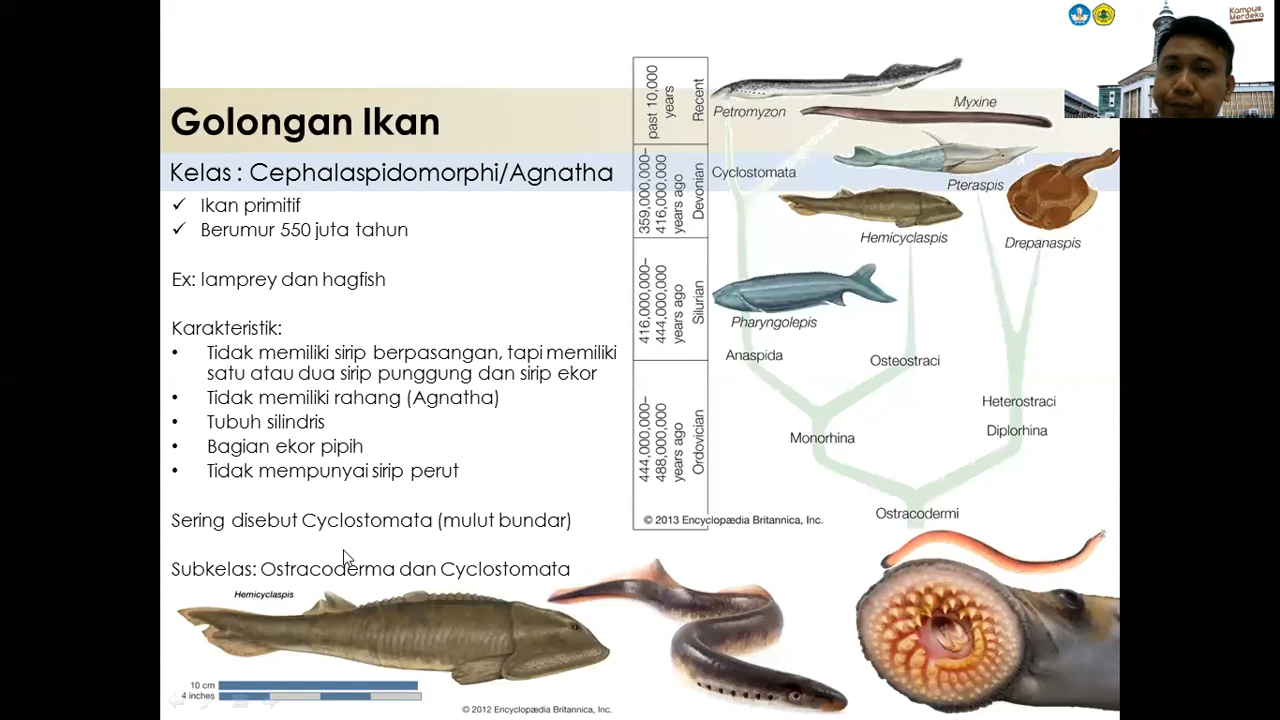 Golongan Ikan
Kelas : Cephalaspidomorphi/Agnatha
✓ Ikan primitif
✓ Berumur 550 juta tahun
Ex: lamprey dan hagfish
Karakteristik:
• Tidak memiliki sirip berpasangan, tapi memiliki
satu atau dua sirip punggung dan sirip ekor
• Tidak memiliki rahang (Agnatha)
• Tubuh silindris
• Bagian ekor pipih
• Tidak mempunyai sirip perut
Sering disebut Cyclostomata (mulut bundar)
Subkelas: Ostracoderma dan Cyclostomata
Hemicyclaspis
10 cm
4 inches
© 2012 Encyclopædia Britannica, Inc.
past 10,000
years
Recent
359,000,000–
416,000,000
years ago
Devonian
416,000,000–
444,000,000
years ago
Silurian
444,000,000–
488,000,000
years ago
Ordovician
Petromyzon
Myxine
Cyclostomata
Pteraspis
Hemicyclaspis
Drepanaspis
Pharyngolepis
Anaspida
Osteostraci
Heterostraci
Monorhina
Diplorhina
Ostracodermi
© 2013 Encyclopædia Britannica, Inc.
Kampus
Merdeka